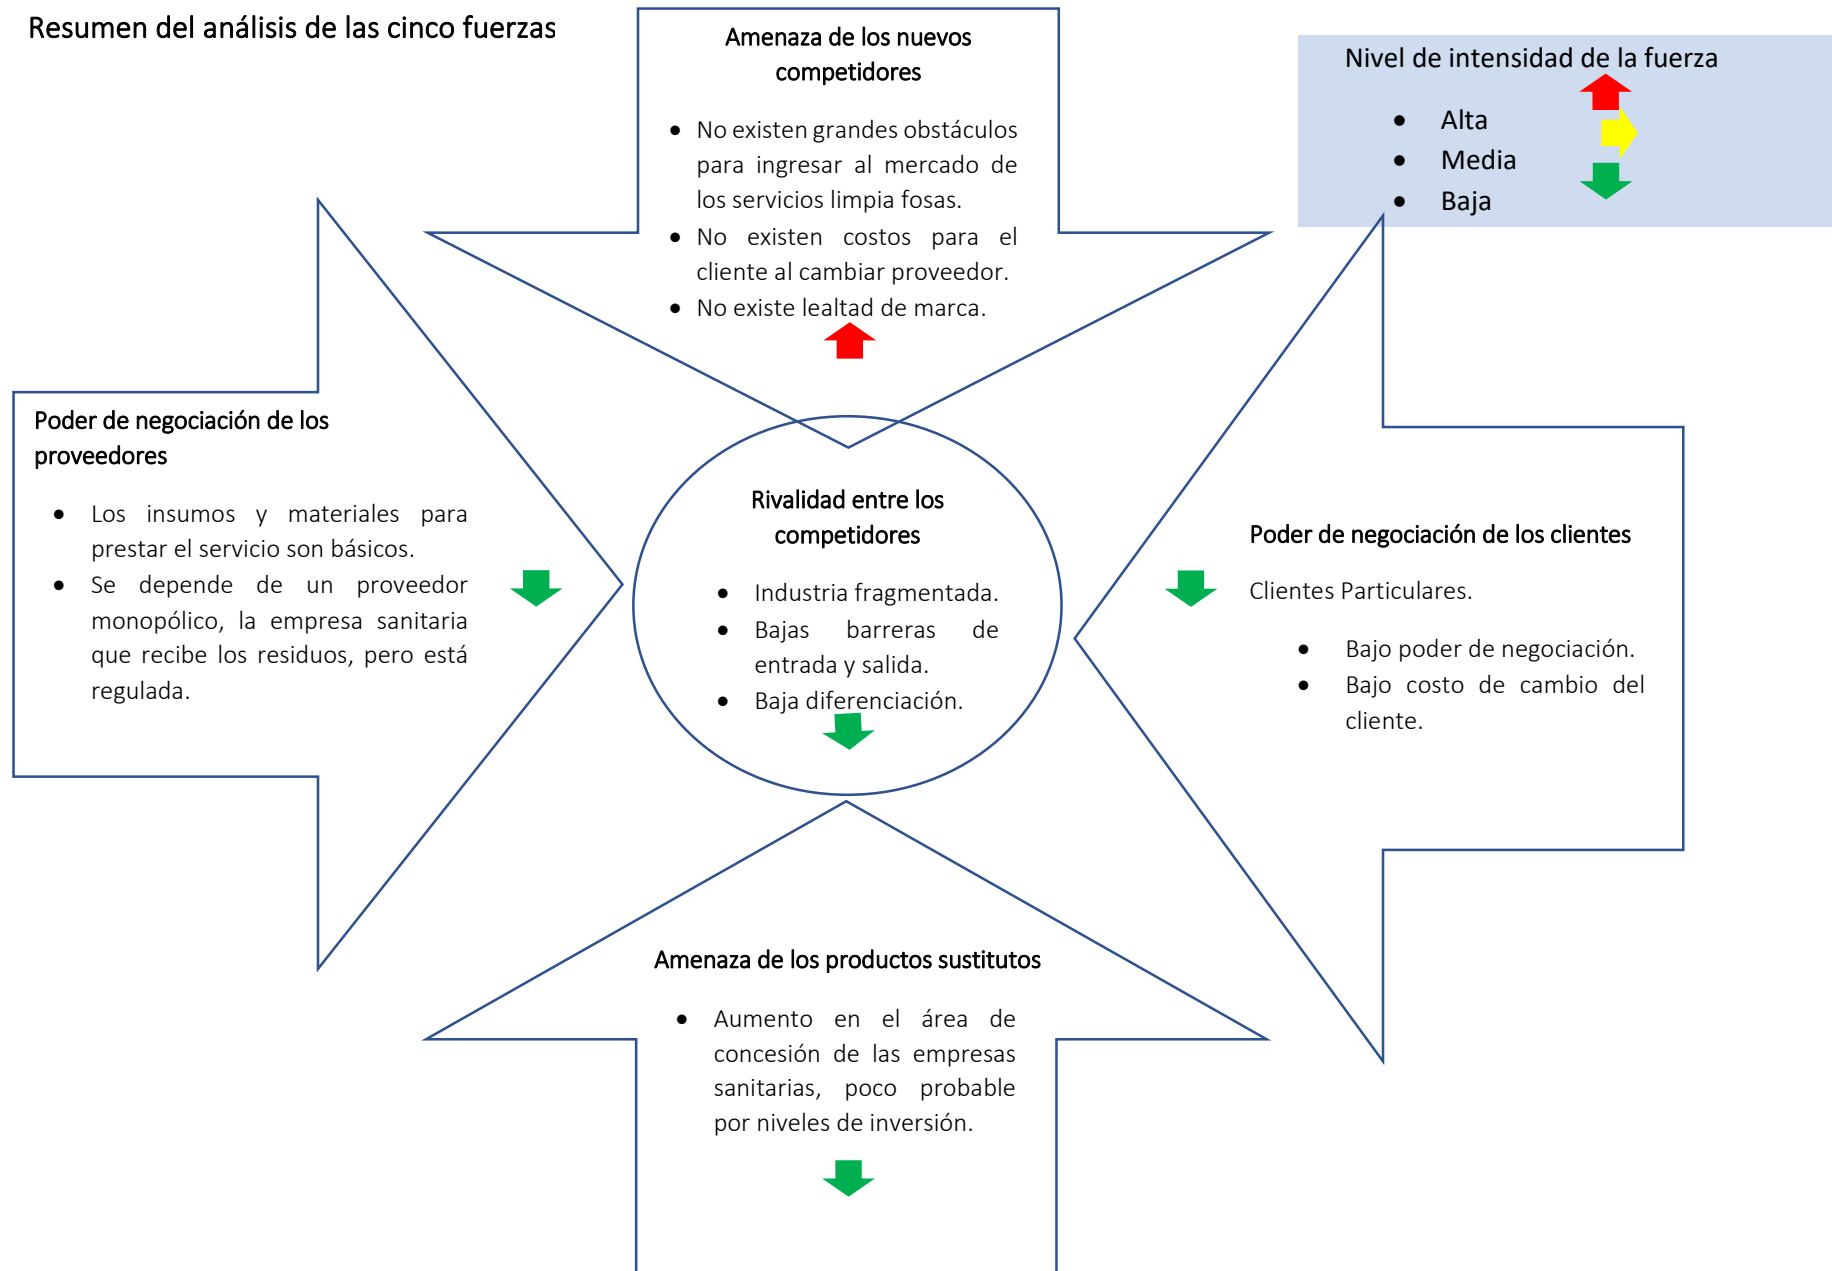 Resumen del análisis de las cinco fuerzas
Amenaza de los nuevos
competidores
• No existen grandes obstáculos
para ingresar al mercado de
los servicios limpia fosas.
• No existen costos para el
cliente al cambiar proveedor.
• No existe lealtad de marca.
Nivel de intensidad de la fuerza
• Alta
• Media
• Baja
Poder de negociación de los
proveedores
• Los insumos y materiales para
prestar el servicio son básicos.
• Se depende de un proveedor
monopólico, la empresa sanitaria
que recibe los residuos, pero está
regulada.
Rivalidad entre los
competidores
• Industria fragmentada.
• Bajas barreras de
entrada y salida.
• Baja diferenciación.
Poder de negociación de los clientes
Clientes Particulares.
• Bajo poder de negociación.
• Bajo costo de cambio del
cliente.
Amenaza de los productos sustitutos
• Aumento en el área de
concesión de las empresas
sanitarias, poco probable
por niveles de inversión.